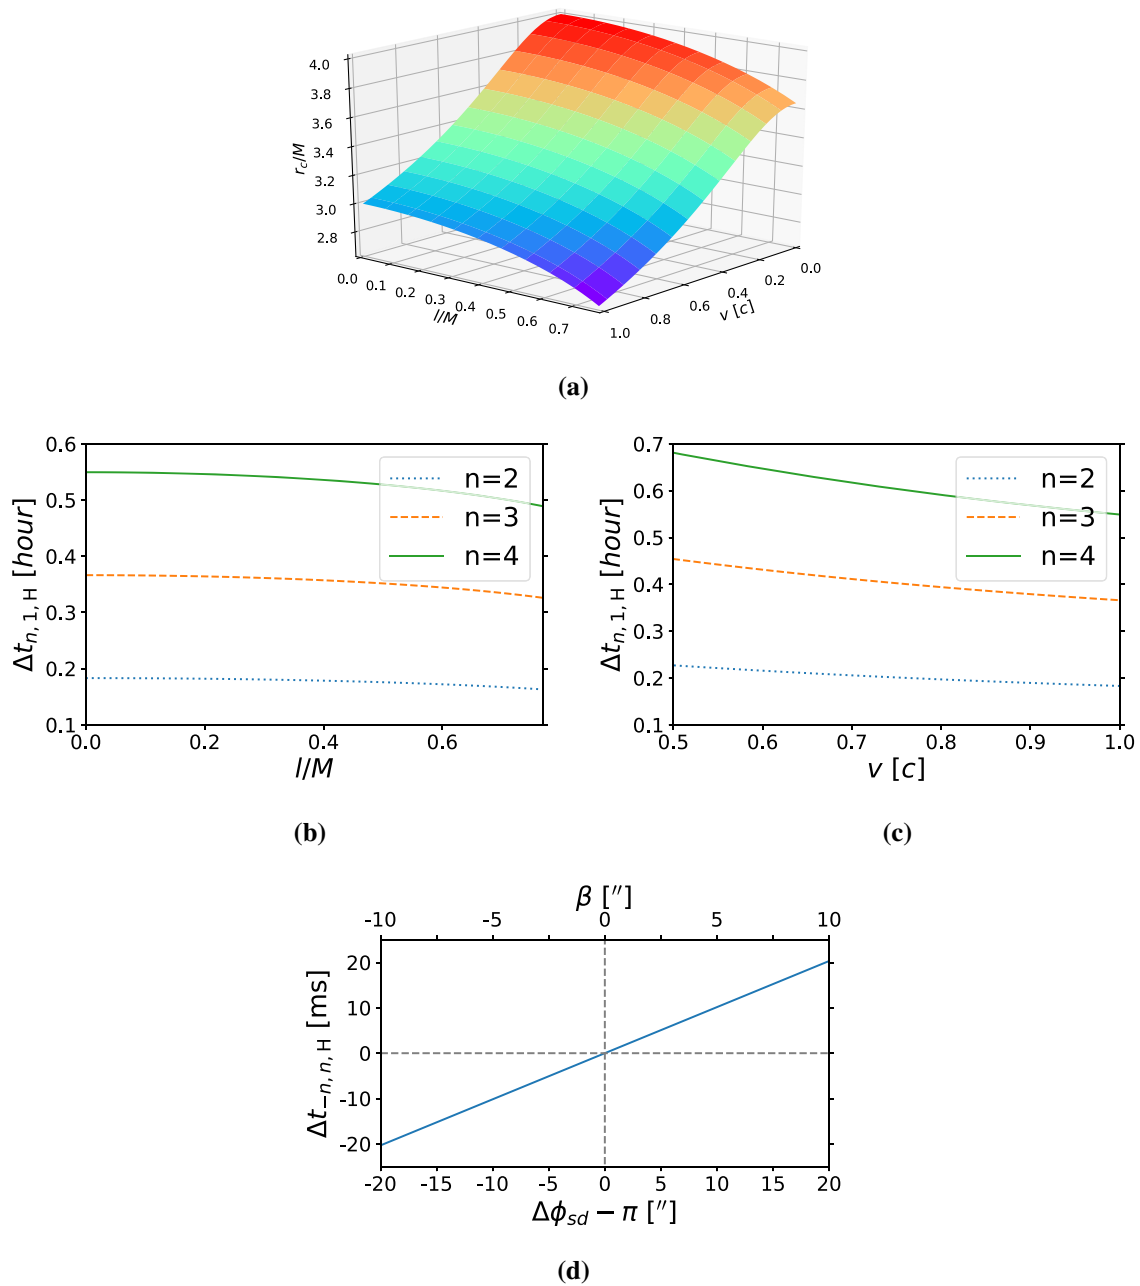 4.0
3.8
3.6
3.4
3.2
3.0
2.8
r_c/M
0.0 0.1 0.2 0.3 0.4 0.5 0.6 0.7
l/M
1.0 0.8 0.6 0.4 0.2 0.0
v [c]
(a)
0.6
0.5
0.4
0.3
0.2
0.1
Δt_{n,1,H} [hour]
n=2
n=3
n=4
0.0 0.2 0.4 0.6
l/M
(b)
0.7
0.6
0.5
0.4
0.3
0.2
0.1
Δt_{n,1,H} [hour]
n=2
n=3
n=4
0.5 0.6 0.7 0.8 0.9 1.0
v [c]
(c)
β [″]
-10 -5 0 5 10
20
10
0
-10
-20
Δt_{−n,n,H} [ms]
-20 -15 -10 -5 0 5 10 15 20
Δϕ_{sd} − π [″]
(d)